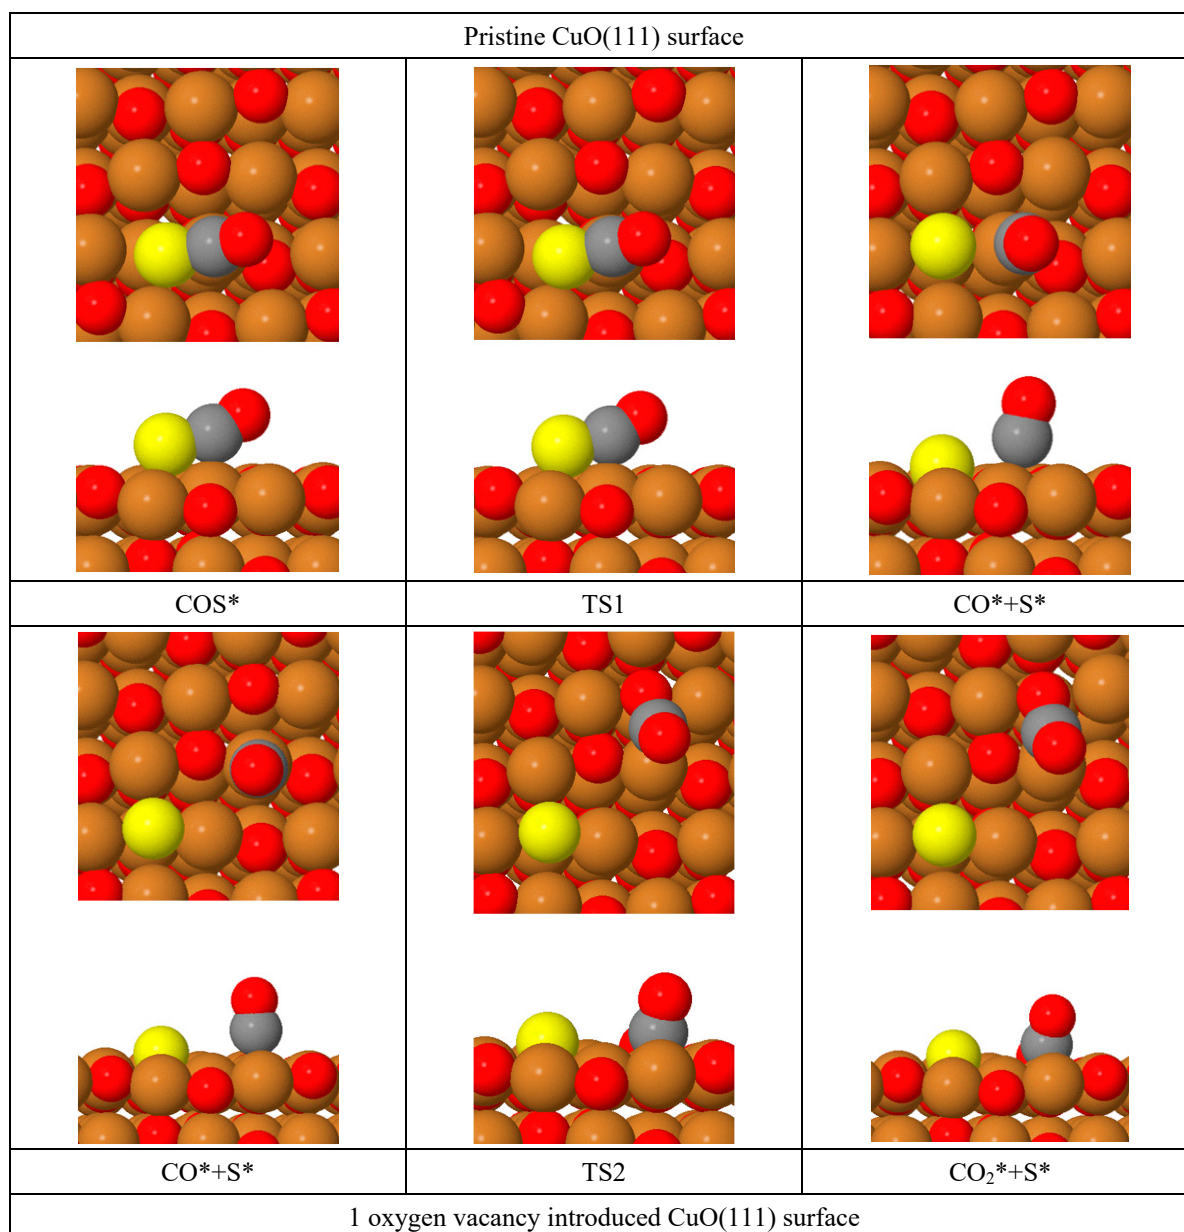 Pristine CuO(111) surface
COS* TS1 CO*+S*
CO*+S* TS2 CO₂*+S*
1 oxygen vacancy introduced CuO(111) surface